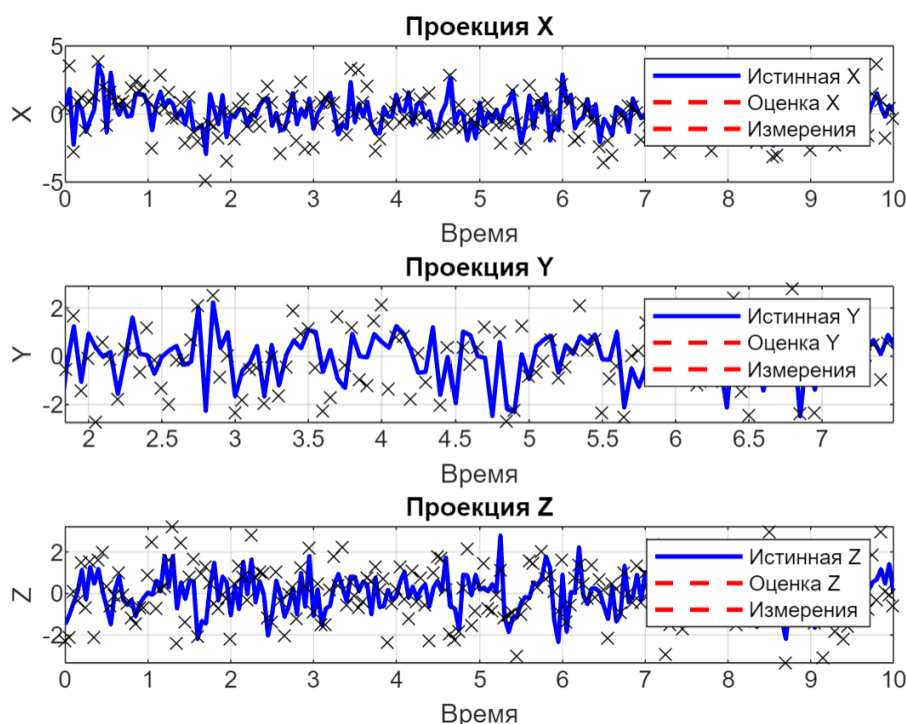 Проекция X
5
0
-5
X
Истинная X
Оценка X
Измерения
0 1 2 3 4 5 6 7 8 9 10
Время
Проекция Y
2
0
-2
Y
Истинная Y
Оценка Y
Измерения
2 2.5 3 3.5 4 4.5 5 5.5 6 6.5 7
Время
Проекция Z
2
0
-2
Z
Истинная Z
Оценка Z
Измерения
0 1 2 3 4 5 6 7 8 9 10
Время